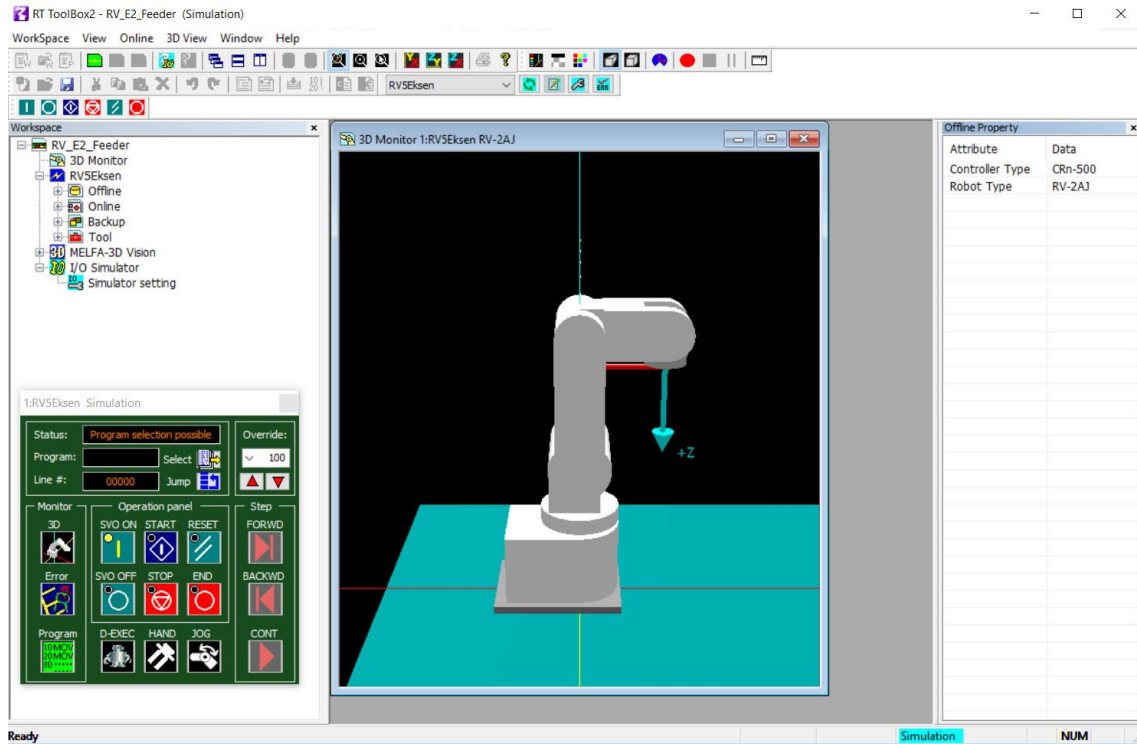 RT ToolBox2 - RV_E2_Feeder (Simulation)
WorkSpace View Online 3D View Window Help
RV5Eksen
Workspace
RV_E2_Feeder
3D Monitor
RV5Eksen
Offline
Online
Backup
Tool
MELFA-3D Vision
I/O Simulator
Simulator setting
3D Monitor 1:RV5Eksen RV-2AJ
+Z
Offline Property
Attribute Data
Controller Type CRn-500
Robot Type RV-2AJ
1:RV5Eksen Simulation
Status: Program selection possible Override:
Program: Select 100
Line #: 00000 Jump
Monitor Operation panel Step
3D SVO ON START RESET FORWD
Error SVO OFF STOP END BACKWD
Program D-EXEC HAND JOG CONT
10MOV
20MOV
Ready Simulation NUM